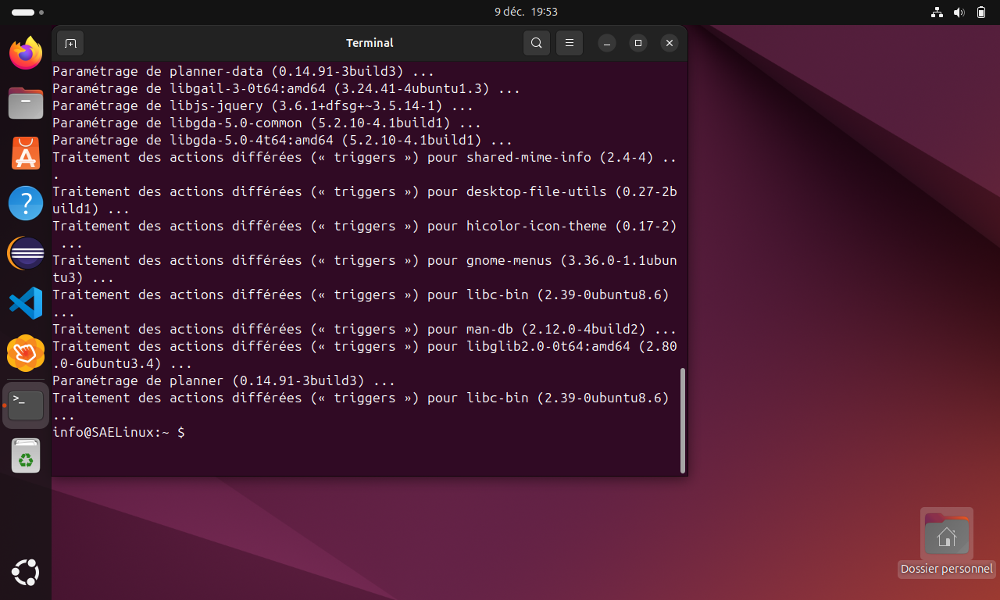 9 déc. 19:53
Terminal
Paramétrage de planner-data (0.14.91-3build3) ...
Paramétrage de libgail-3-0t64:amd64 (3.24.41-4ubuntu1.3) ...
Paramétrage de libjs-jquery (3.6.1+dfsg+~3.5.14-1) ...
Paramétrage de libgda-5.0-common (5.2.10-4.1build1) ...
Paramétrage de libgda-5.0-4t64:amd64 (5.2.10-4.1build1) ...
Traitement des actions différées (« triggers ») pour shared-mime-info (2.4-4) ..
.
Traitement des actions différées (« triggers ») pour desktop-file-utils (0.27-2b
uild1) ...
Traitement des actions différées (« triggers ») pour hicolor-icon-theme (0.17-2)
 ...
Traitement des actions différées (« triggers ») pour gnome-menus (3.36.0-1.1ubun
tu3) ...
Traitement des actions différées (« triggers ») pour libc-bin (2.39-0ubuntu8.6)
...
Traitement des actions différées (« triggers ») pour man-db (2.12.0-4build2) ...
Traitement des actions différées (« triggers ») pour libglib2.0-0t64:amd64 (2.80
.0-6ubuntu3.4) ...
Paramétrage de planner (0.14.91-3build3) ...
Traitement des actions différées (« triggers ») pour libc-bin (2.39-0ubuntu8.6)
...
info@SAELinux:~ $
Dossier personnel